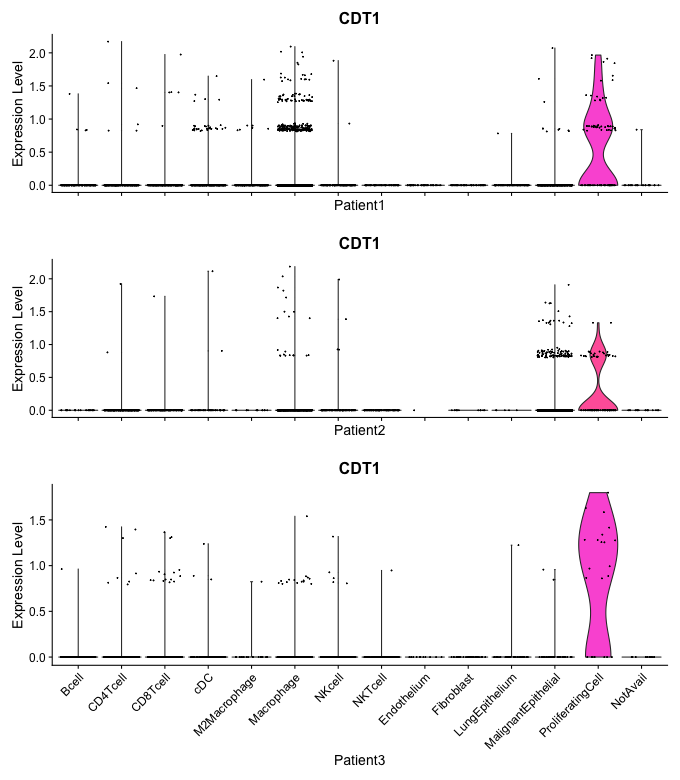 CDT1
Expression Level
2.0
1.5
1.0
0.5
0.0
Patient1
CDT1
Expression Level
2.0
1.5
1.0
0.5
0.0
Patient2
CDT1
Expression Level
1.5
1.0
0.5
0.0
Bcell
CD4Tcell
CD8Tcell
cDC
M2Macrophage
Macrophage
NKcell
NKTcell
Endothelium
Fibroblast
LungEpithelium
MalignantEpithelial
ProliferatingCell
NotAvail
Patient3